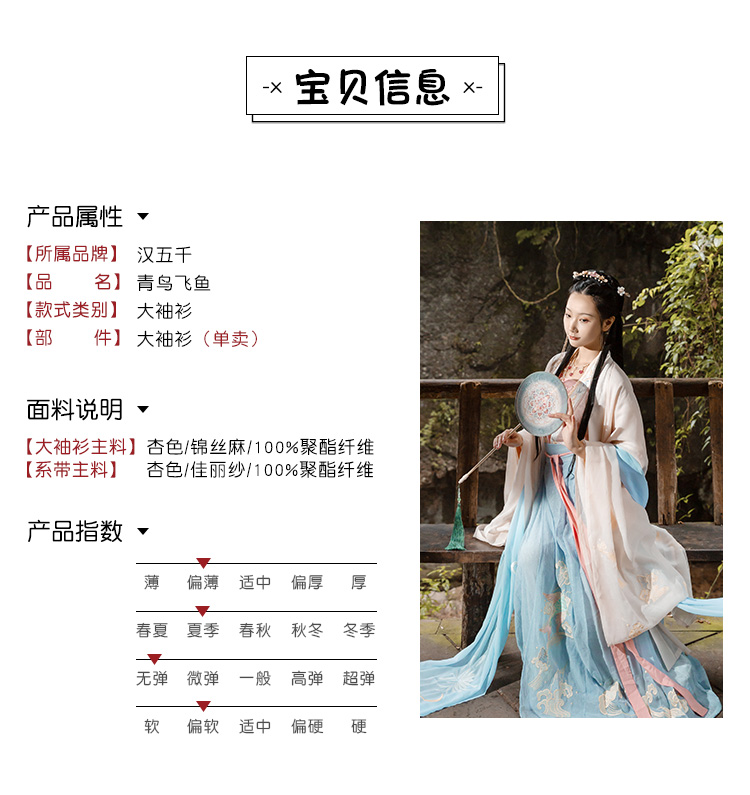 -× 宝贝信息 ×-
产品属性
【所属品牌】 汉五千
【品 名】 青鸟飞鱼
【款式类别】 大袖衫
【部 件】 大袖衫（单卖）
面料说明
【大袖衫主料】杏色/锦丝麻/100%聚酯纤维
【系带主料】 杏色/佳丽纱/100%聚酯纤维
产品指数
薄 偏薄 适中 偏厚 厚
春夏 夏季 春秋 秋冬 冬季
无弹 微弹 一般 高弹 超弹
软 偏软 适中 偏硬 硬